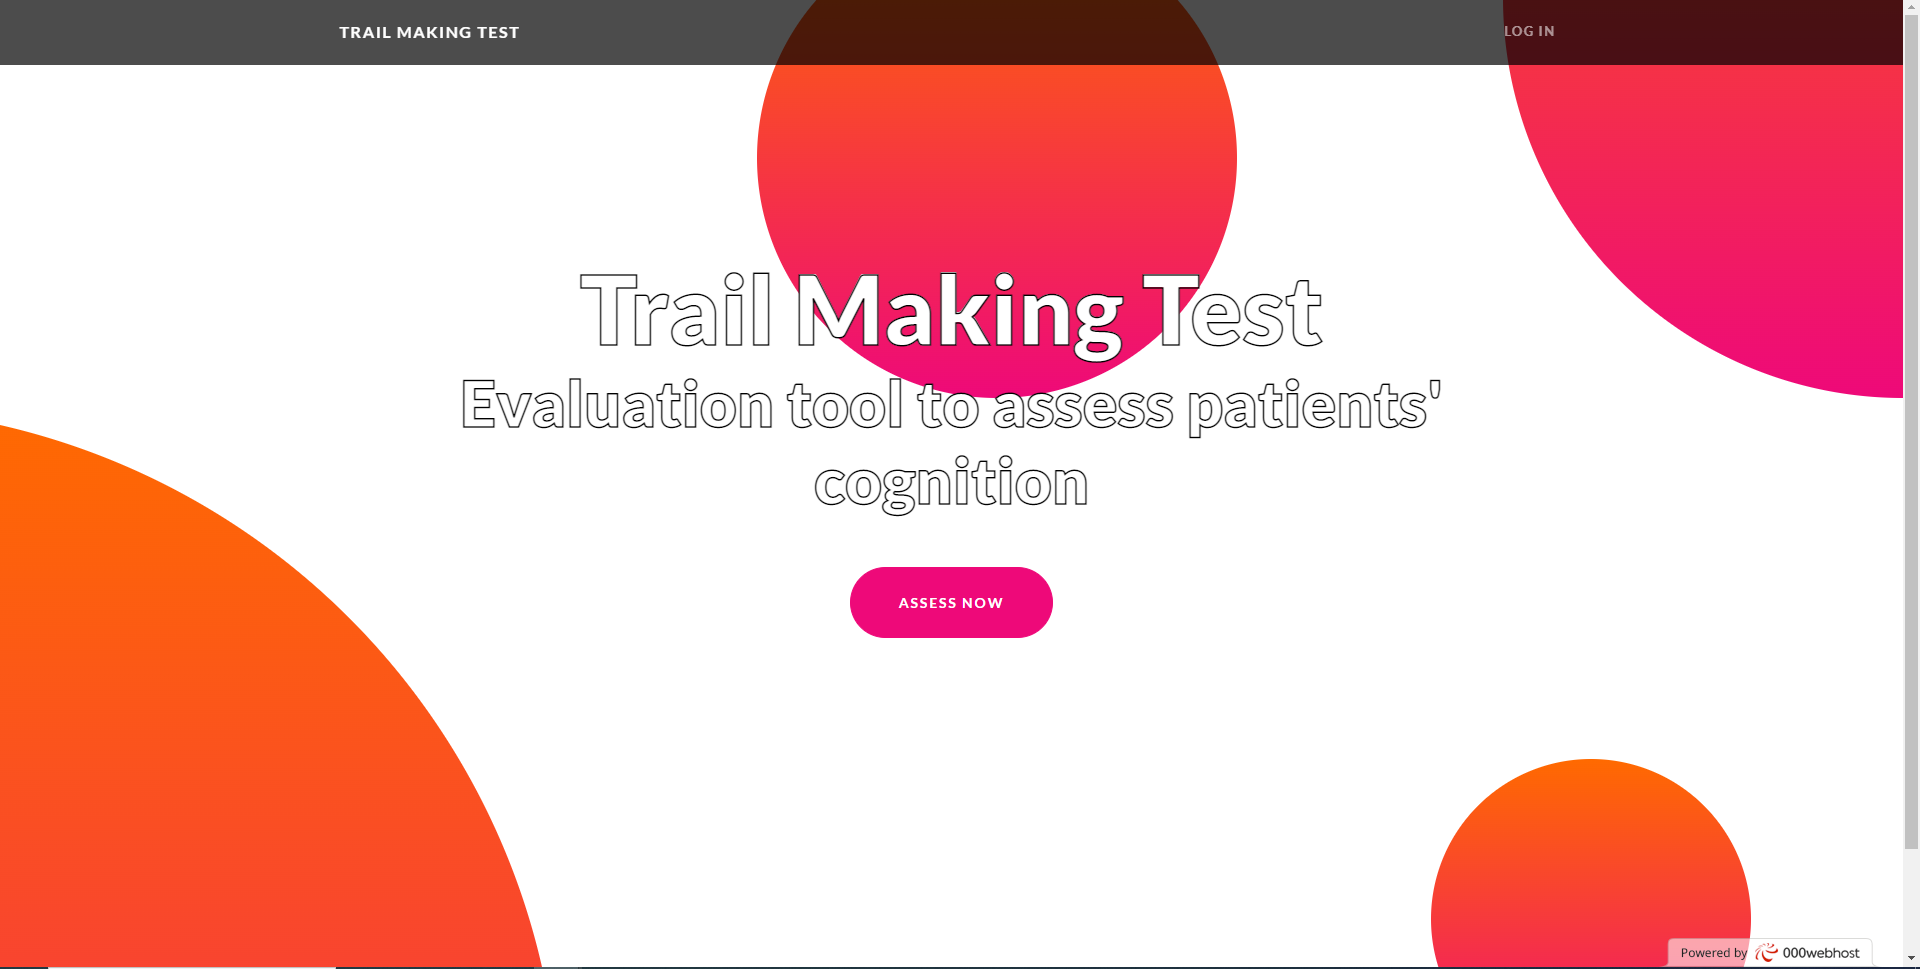 TRAIL MAKING TEST
LOG IN
Trail Making Test
Evaluation tool to assess patients'
cognition
ASSESS NOW
Powered by 000webhost